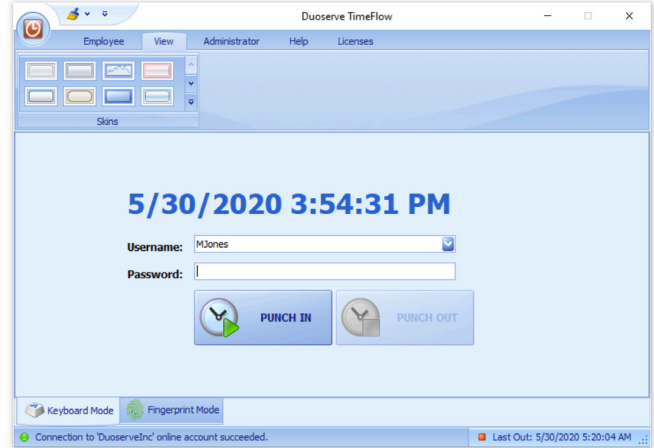 Duoserve TimeFlow
Employee View Administrator Help Licenses
Skins
5/30/2020 3:54:31 PM
Username: MJones
Password:
PUNCH IN PUNCH OUT
Keyboard Mode Fingerprint Mode
Connection to 'DuoserveInc' online account succeeded. Last Out: 5/30/2020 5:20:04 AM